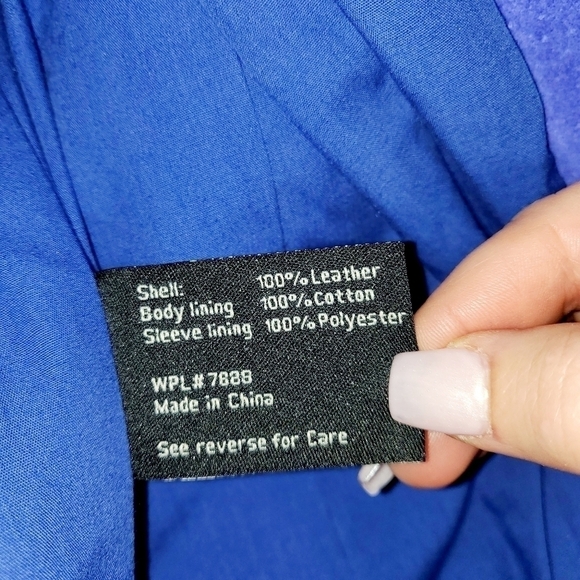 Shell: 100% Leather
Body lining 100% Cotton
Sleeve lining 100% Polyester
WPL# 7888
Made in China
See reverse for Care